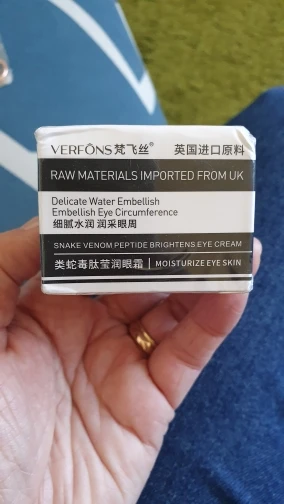 VERFŌNS 梵飞丝® 英国进口原料
RAW MATERIALS IMPORTED FROM UK
Delicate Water Embellish
Embellish Eye Circumference
细腻水润 润采眼周
SNAKE VENOM PEPTIDE BRIGHTENS EYE CREAM
类蛇毒肽莹润眼霜 | MOISTURIZE EYE SKIN